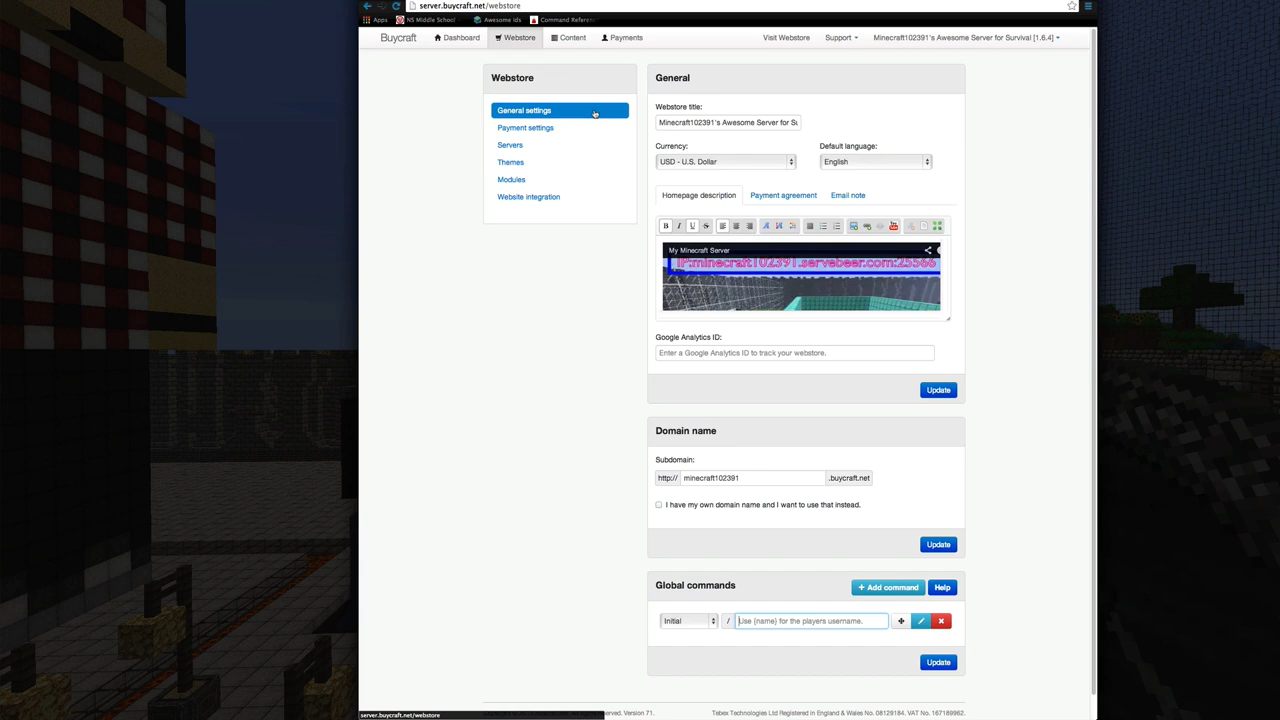 server.buycraft.net/webstore
Apps NS Middle School Awesome ids Command Referen
Buycraft Dashboard Webstore Content Payments Visit Webstore Support Minecraft102391's Awesome Server for Survival [1.6.4]
Webstore
General settings
Payment settings
Servers
Themes
Modules
Website integration
General
Webstore title:
Minecraft102391's Awesome Server for Su
Currency: Default language:
USD - U.S. Dollar English
Homepage description Payment agreement Email note
B I U S
My Minecraft Server
IP:minecraft102391.servebeer.com:25566
Google Analytics ID:
Enter a Google Analytics ID to track your webstore.
Update
Domain name
Subdomain:
http:// minecraft102391 .buycraft.net
I have my own domain name and I want to use that instead.
Update
Global commands + Add command Help
Initial / Use {name} for the players username.
Update
server.buycraft.net/webstore
Version 71. Tebex Technologies Ltd Registered in England & Wales No. 08129184. VAT No. 167189962.